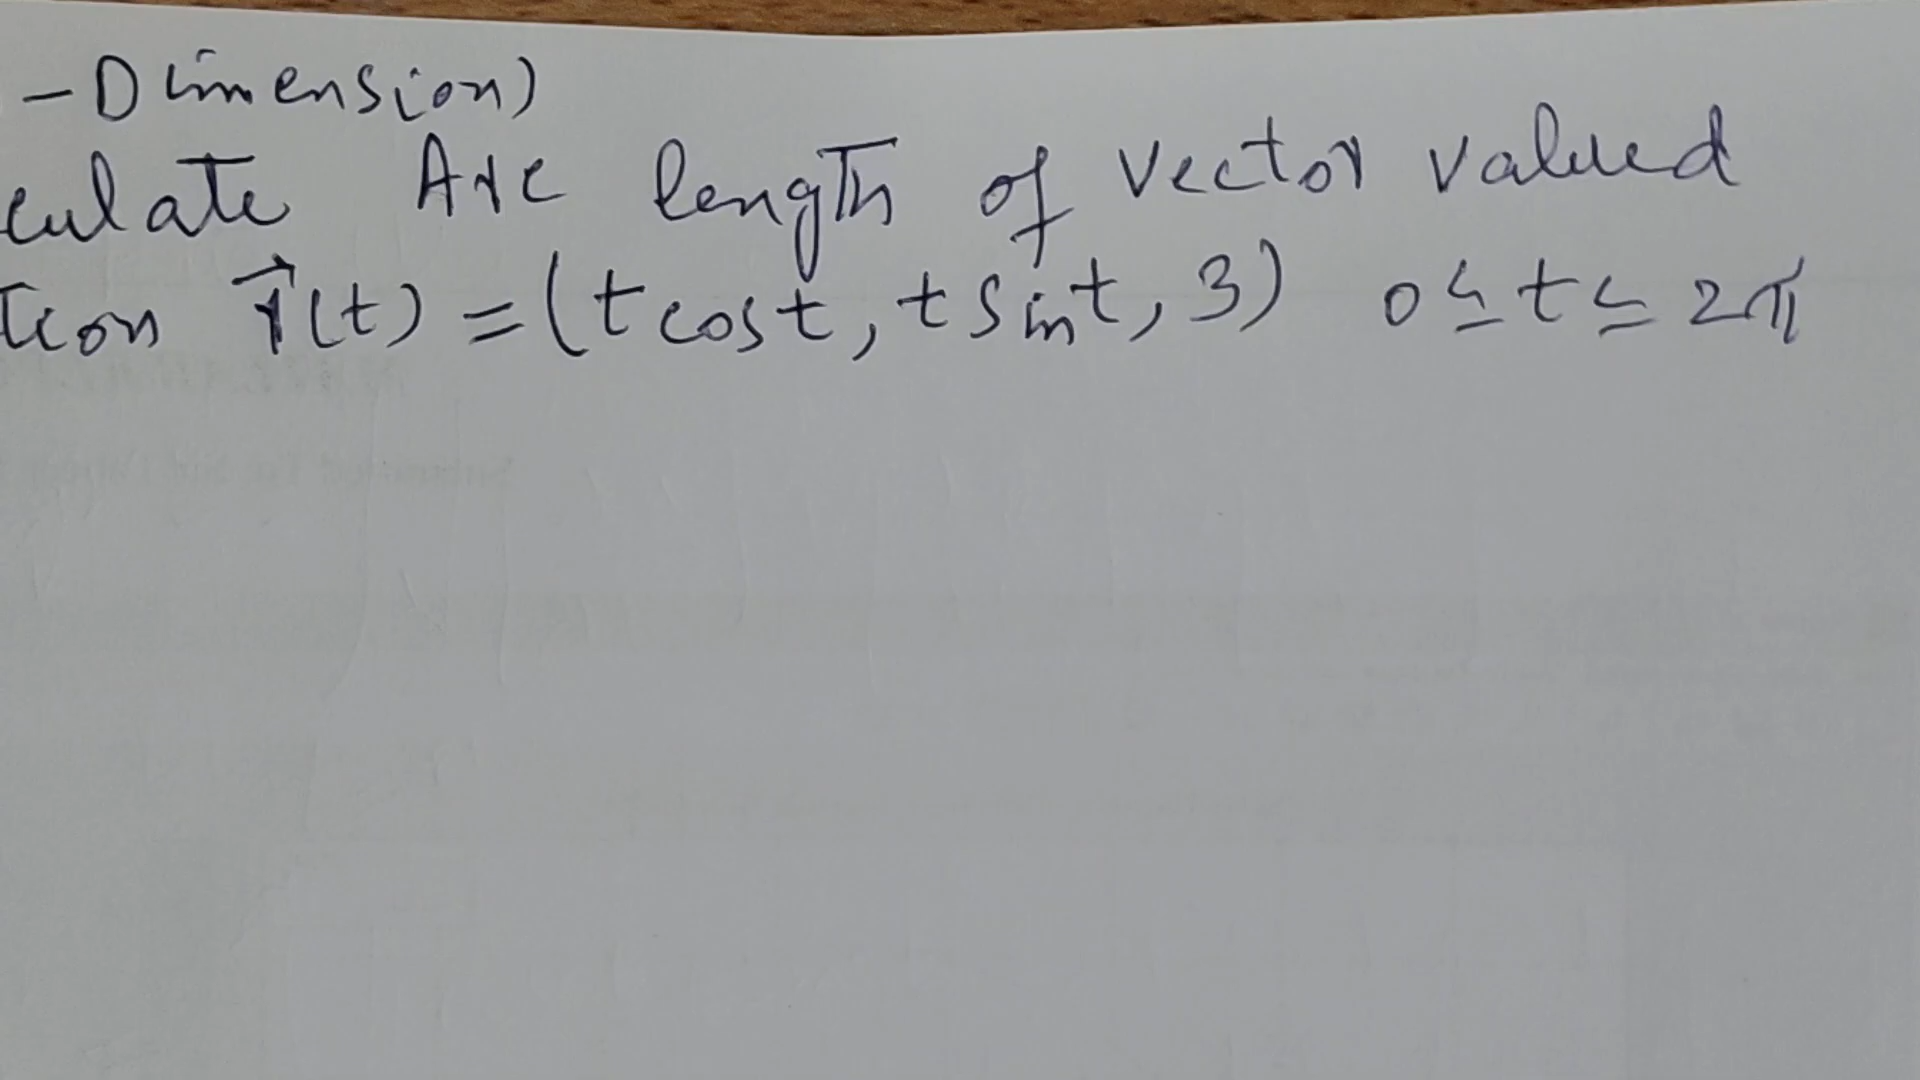 -Dimension)
culate Arc length of vector valued
tion r⃗(t) = (t cost, t sint, 3) 0 ≤ t ≤ 2π